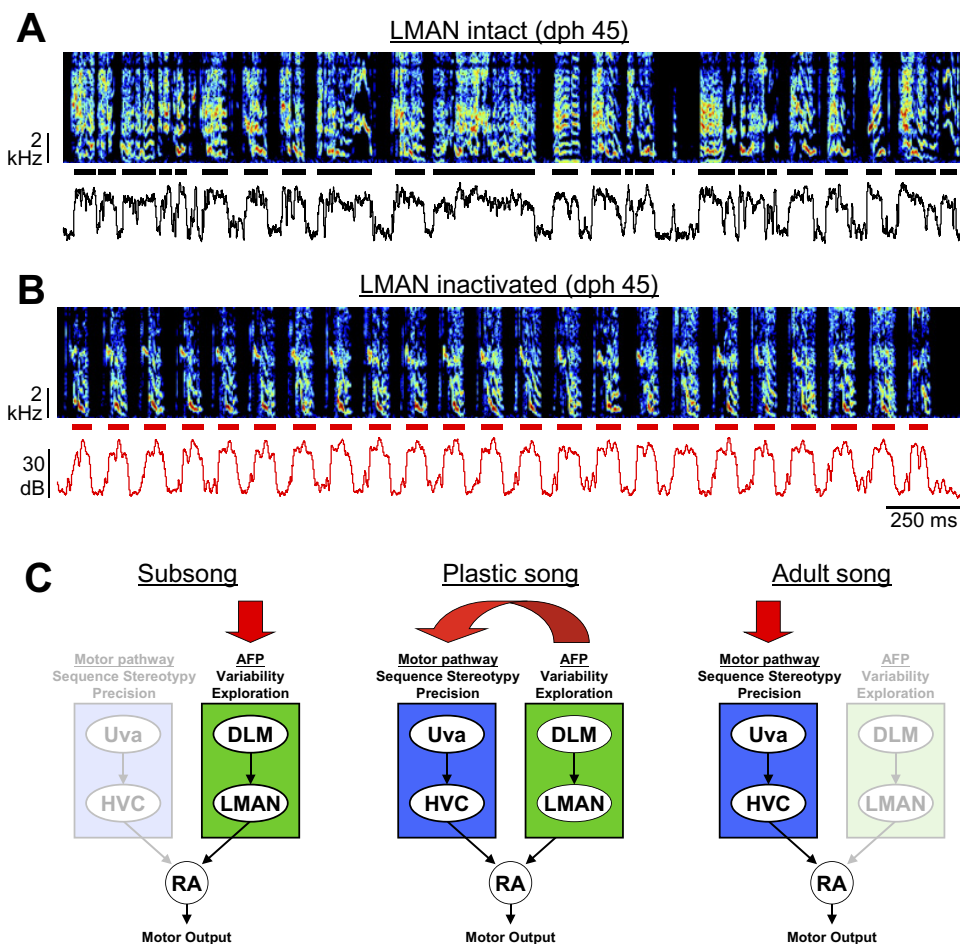 A
LMAN intact (dph 45)
2
kHz
B
LMAN inactivated (dph 45)
2
kHz
30
dB
250 ms
C
Subsong
Plastic song
Adult song
Motor pathway
Sequence Stereotypy
Precision
AFP
Variability
Exploration
Motor pathway
Sequence Stereotypy
Precision
AFP
Variability
Exploration
Motor pathway
Sequence Stereotypy
Precision
AFP
Variability
Exploration
Uva
DLM
Uva
DLM
Uva
DLM
HVC
LMAN
HVC
LMAN
HVC
LMAN
RA
RA
RA
Motor Output
Motor Output
Motor Output